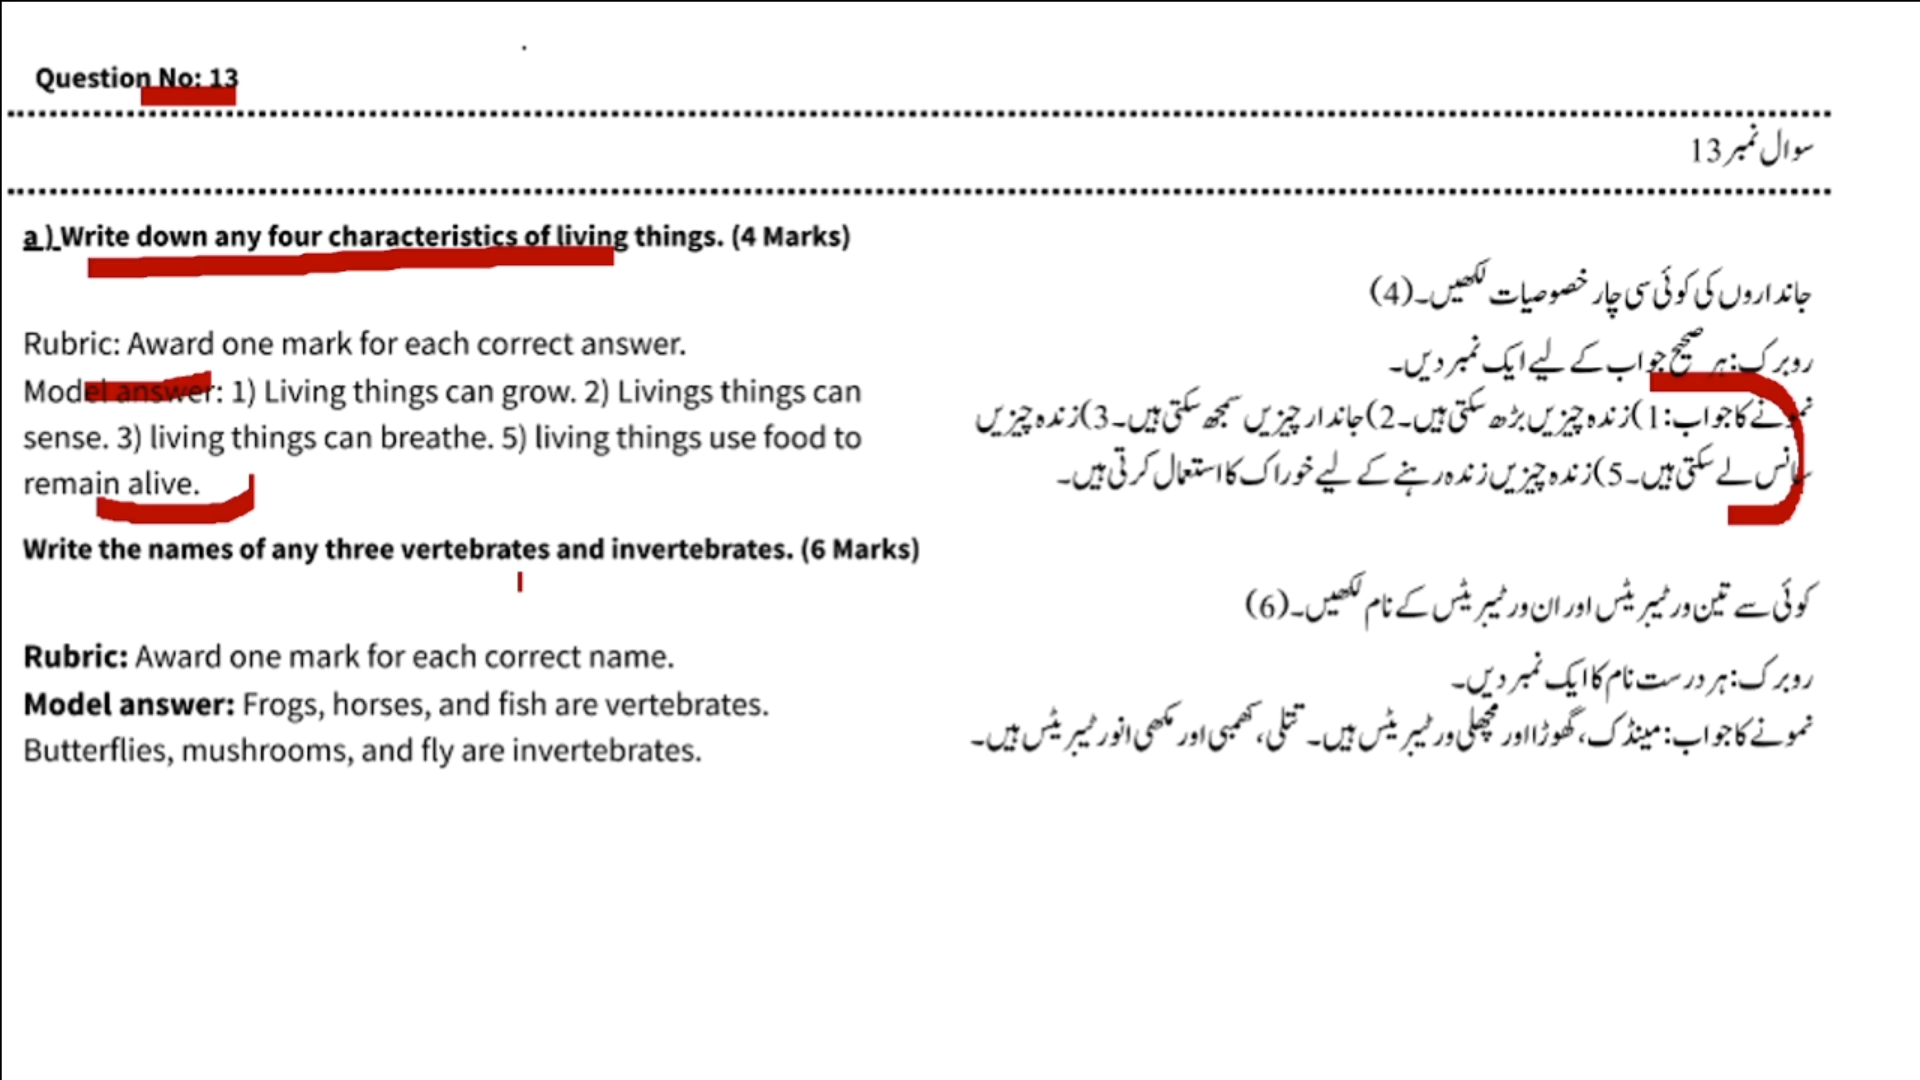 Question No: 13
سوال نمبر 13
a ) Write down any four characteristics of living things. (4 Marks)
جانداروں کی کوئی سی چار خصوصیات لکھیں۔ (4)
Rubric: Award one mark for each correct answer.
روبرک: ہر صحیح جواب کے لیے ایک نمبر دیں۔
Model answer: 1) Living things can grow. 2) Livings things can
sense. 3) living things can breathe. 5) living things use food to
remain alive.
نمونے کا جواب: 1) زندہ چیزیں بڑھ سکتی ہیں۔ 2) جاندار چیزیں سمجھ سکتی ہیں۔ 3) زندہ چیزیں
سانس لے سکتی ہیں۔ 5) زندہ چیزیں زندہ رہنے کے لیے خوراک کا استعمال کرتی ہیں۔
Write the names of any three vertebrates and invertebrates. (6 Marks)
کوئی سے تین ورٹیبریٹس اور ان ورٹیبریٹس کے نام لکھیں۔ (6)
Rubric: Award one mark for each correct name.
روبرک: ہر درست نام کا ایک نمبر دیں۔
Model answer: Frogs, horses, and fish are vertebrates.
Butterflies, mushrooms, and fly are invertebrates.
نمونے کا جواب: مینڈک، گھوڑا اور مچھلی ورٹیبریٹس ہیں۔ تتلی، کھمبی اور مکھی انورٹیبریٹس ہیں۔